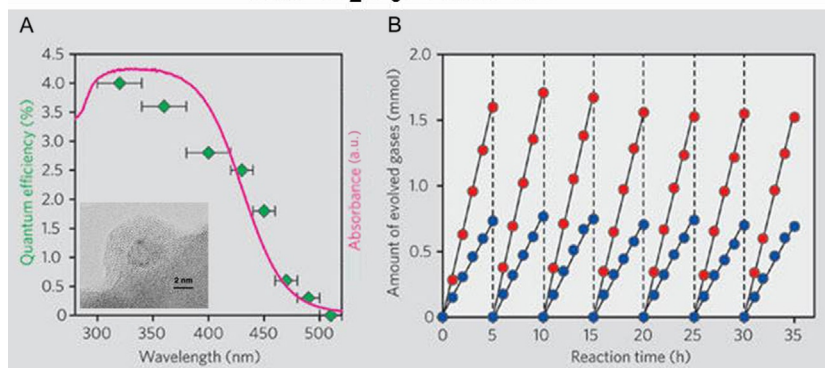 A
4.5
4.0
3.5
3.0
2.5
2.0
1.5
1.0
0.5
0
Quantum efficiency (%)
Absorbance (a.u.)
2 nm
300 350 400 450 500
Wavelength (nm)
B
2.0
1.5
1.0
0.5
0
Amount of evolved gases (mmol)
0 5 10 15 20 25 30 35
Reaction time (h)